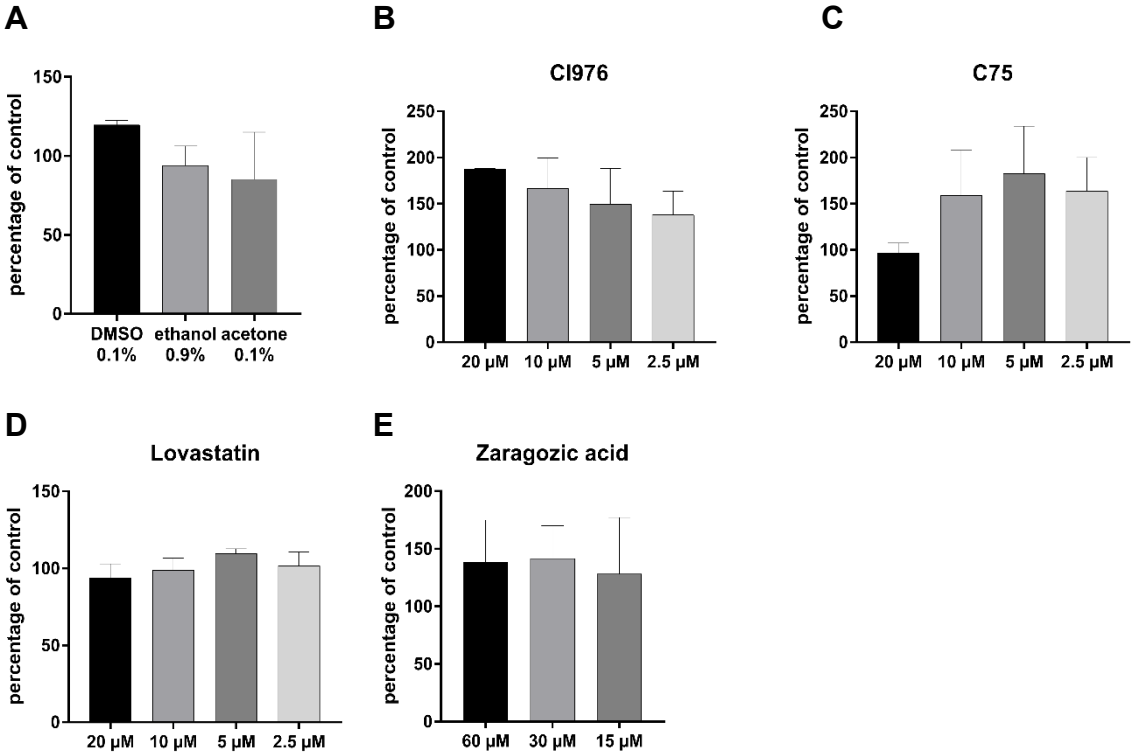 A
percentage of control
150
100
50
0
DMSO ethanol acetone
0.1% 0.9% 0.1%
B
CI976
percentage of control
250
200
150
100
50
0
20 µM 10 µM 5 µM 2.5 µM
C
C75
percentage of control
250
200
150
100
50
0
20 µM 10 µM 5 µM 2.5 µM
D
Lovastatin
percentage of control
150
100
50
0
20 µM 10 µM 5 µM 2.5 µM
E
Zaragozic acid
percentage of control
200
150
100
50
0
60 µM 30 µM 15 µM